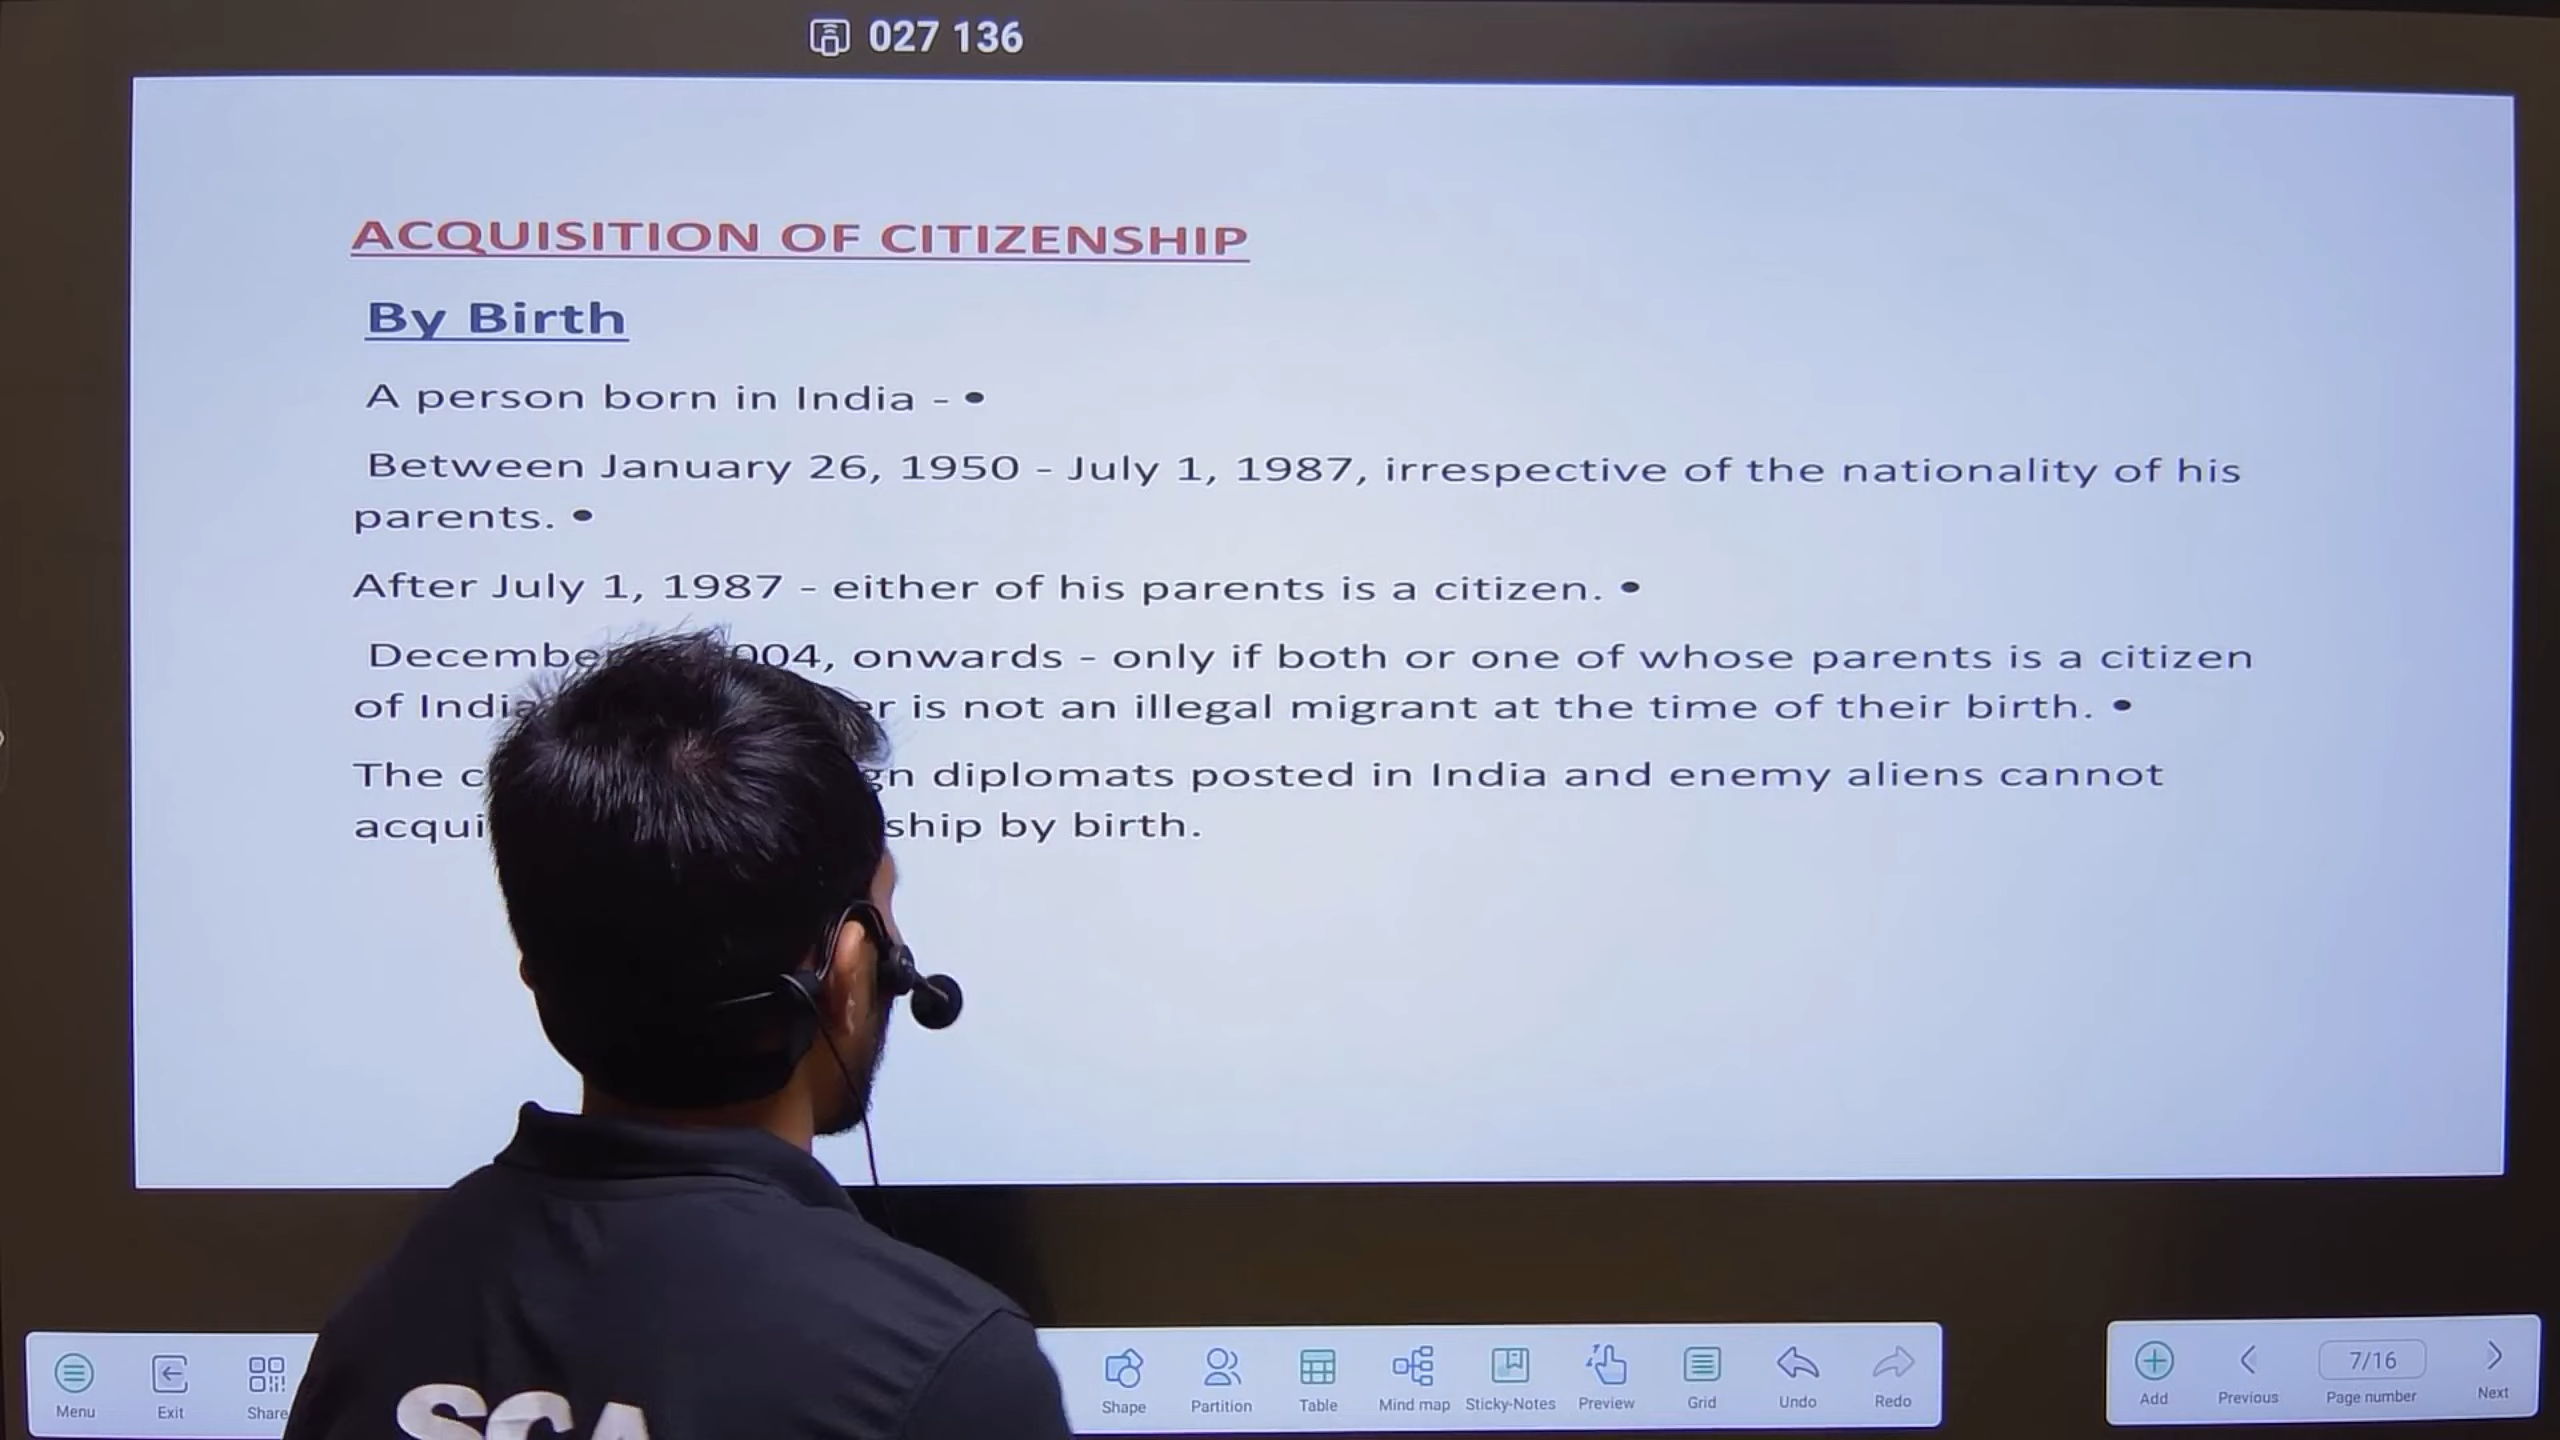 027 136
ACQUISITION OF CITIZENSHIP
By Birth
A person born in India - •
Between January 26, 1950 - July 1, 1987, irrespective of the nationality of his
parents. •
After July 1, 1987 - either of his parents is a citizen. •
004, onwards - only if both or one of whose parents is a citizen
of is not an illegal migrant at the time of their birth. •
The diplomats posted in India and enemy aliens cannot
ship by birth.
SCA
Menu Exit Share Shape Partition Table Mind map Sticky-Notes Preview Grid Undo Redo Add Previous 7/16 Page number Next